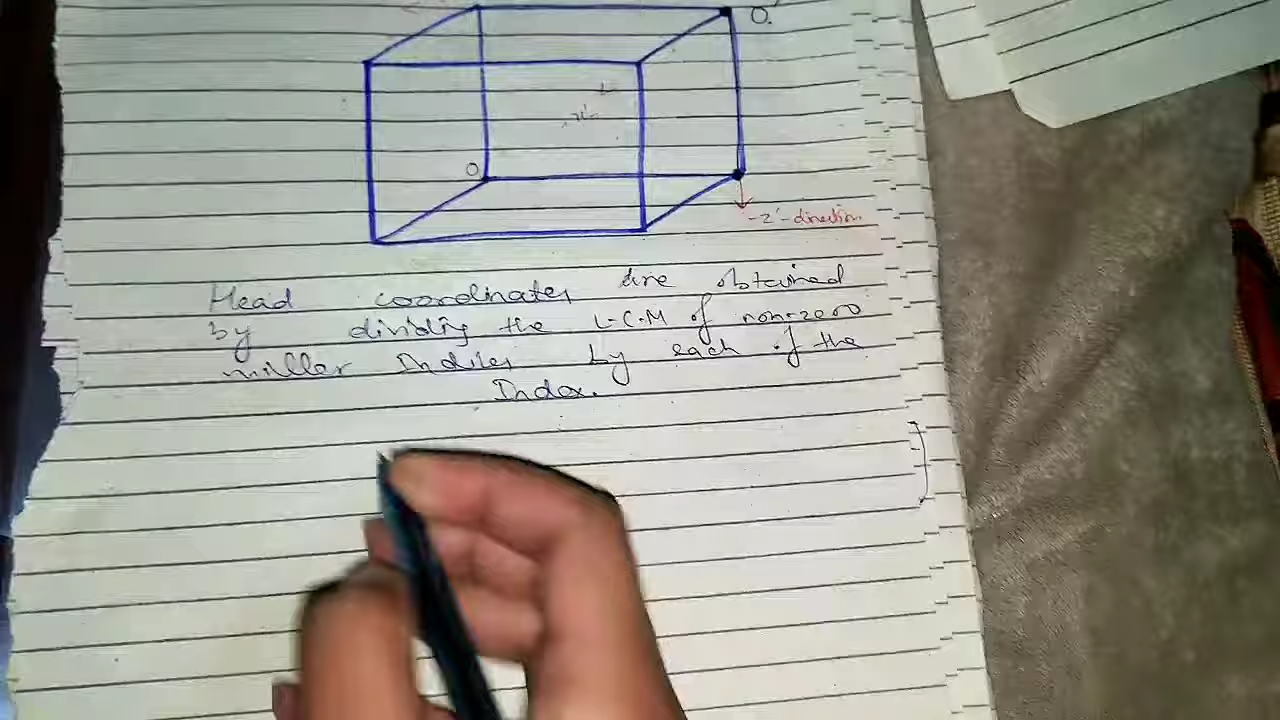 O.
O
-z'-direction
Head coordinates are obtained
by dividing the L.C.M of non-zero
miller Indices by each of the
Index.